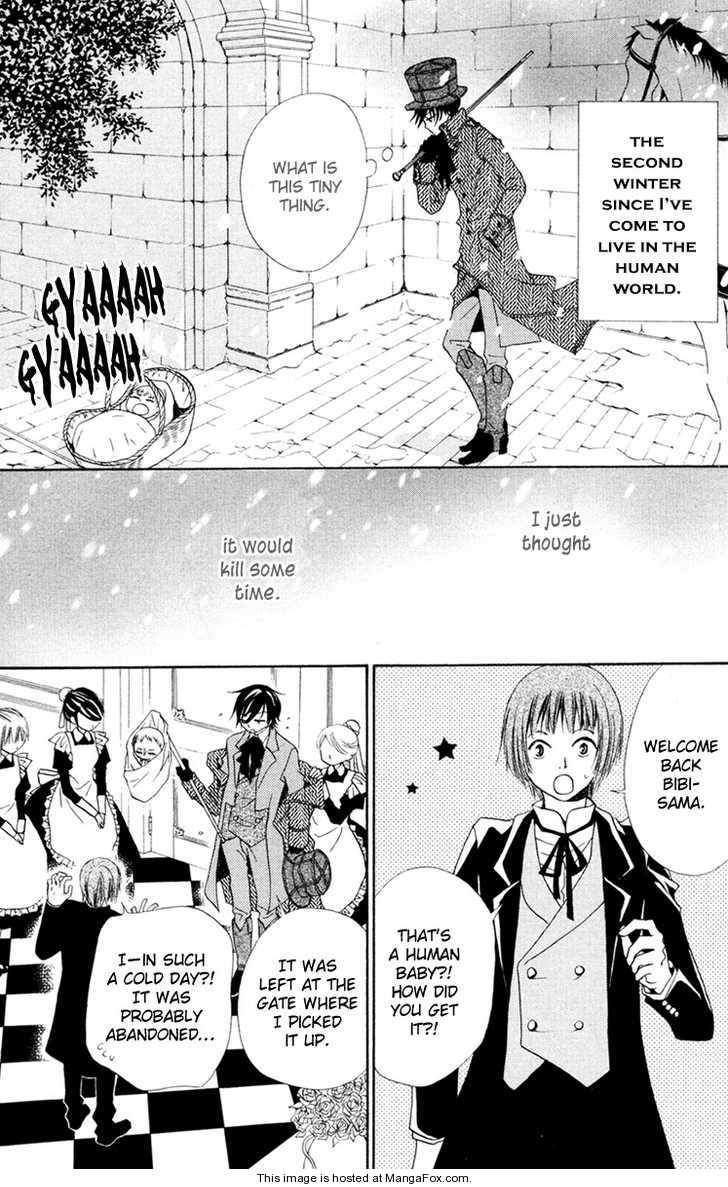 THE
SECOND
WINTER
SINCE I'VE
COME TO
LIVE IN THE
HUMAN
WORLD.
WHAT IS
THIS TINY
THING.
GYAAAAH
GYAAAAH
I just
thought
it would
kill some
time.
WELCOME
BACK
BIBI-
SAMA.
THAT'S
A HUMAN
BABY?!
HOW DID
YOU GET
IT?!
IT WAS
LEFT AT THE
GATE WHERE
I PICKED
IT UP.
I—IN SUCH
A COLD DAY?!
IT WAS
PROBABLY
ABANDONED...
This image is hosted at MangaFox.com.